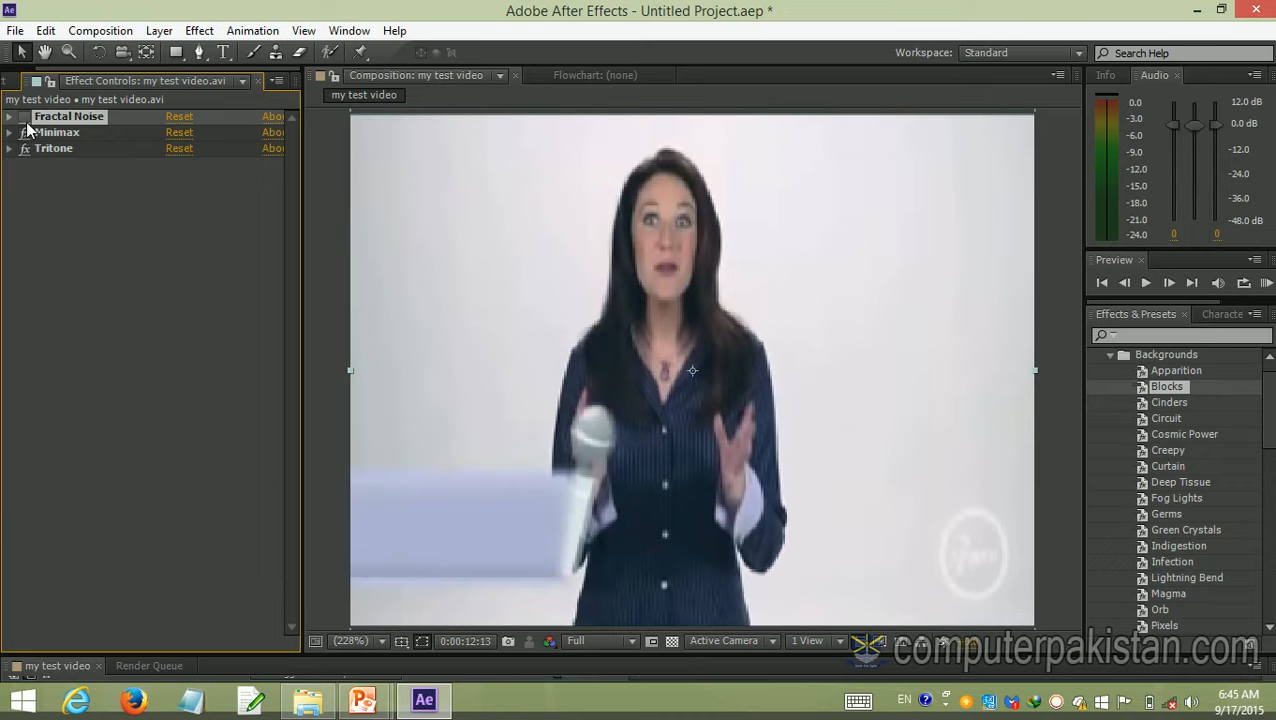 Adobe After Effects - Untitled Project.aep *
File Edit Composition Layer Effect Animation View Window Help
Workspace: Standard Search Help
Effect Controls: my test video.avi Composition: my test video Flowchart: (none) Info Audio
my test video • my test video.avi
my test video
Fractal Noise Reset Abou
Minimax Reset Abou
Tritone Reset Abou
0.0 12.0 dB
-3.0 0.0 dB
-6.0
-9.0 -12.0
-12.0
-15.0 -24.0
-18.0 -36.0
-21.0
-24.0 -48.0 dB
0 0
Preview
Effects & Presets Characte
Backgrounds
Apparition
Blocks
Cinders
Circuit
Cosmic Power
Creepy
Curtain
Deep Tissue
Fog Lights
Germs
Green Crystals
Indigestion
Infection
Lightning Bend
Magma
Orb
Pixels
(228%) 0:00:12:13 Full Active Camera 1 View
computerpakistan.com
my test video Render Queue
Ae EN 6:45 AM
9/17/2015